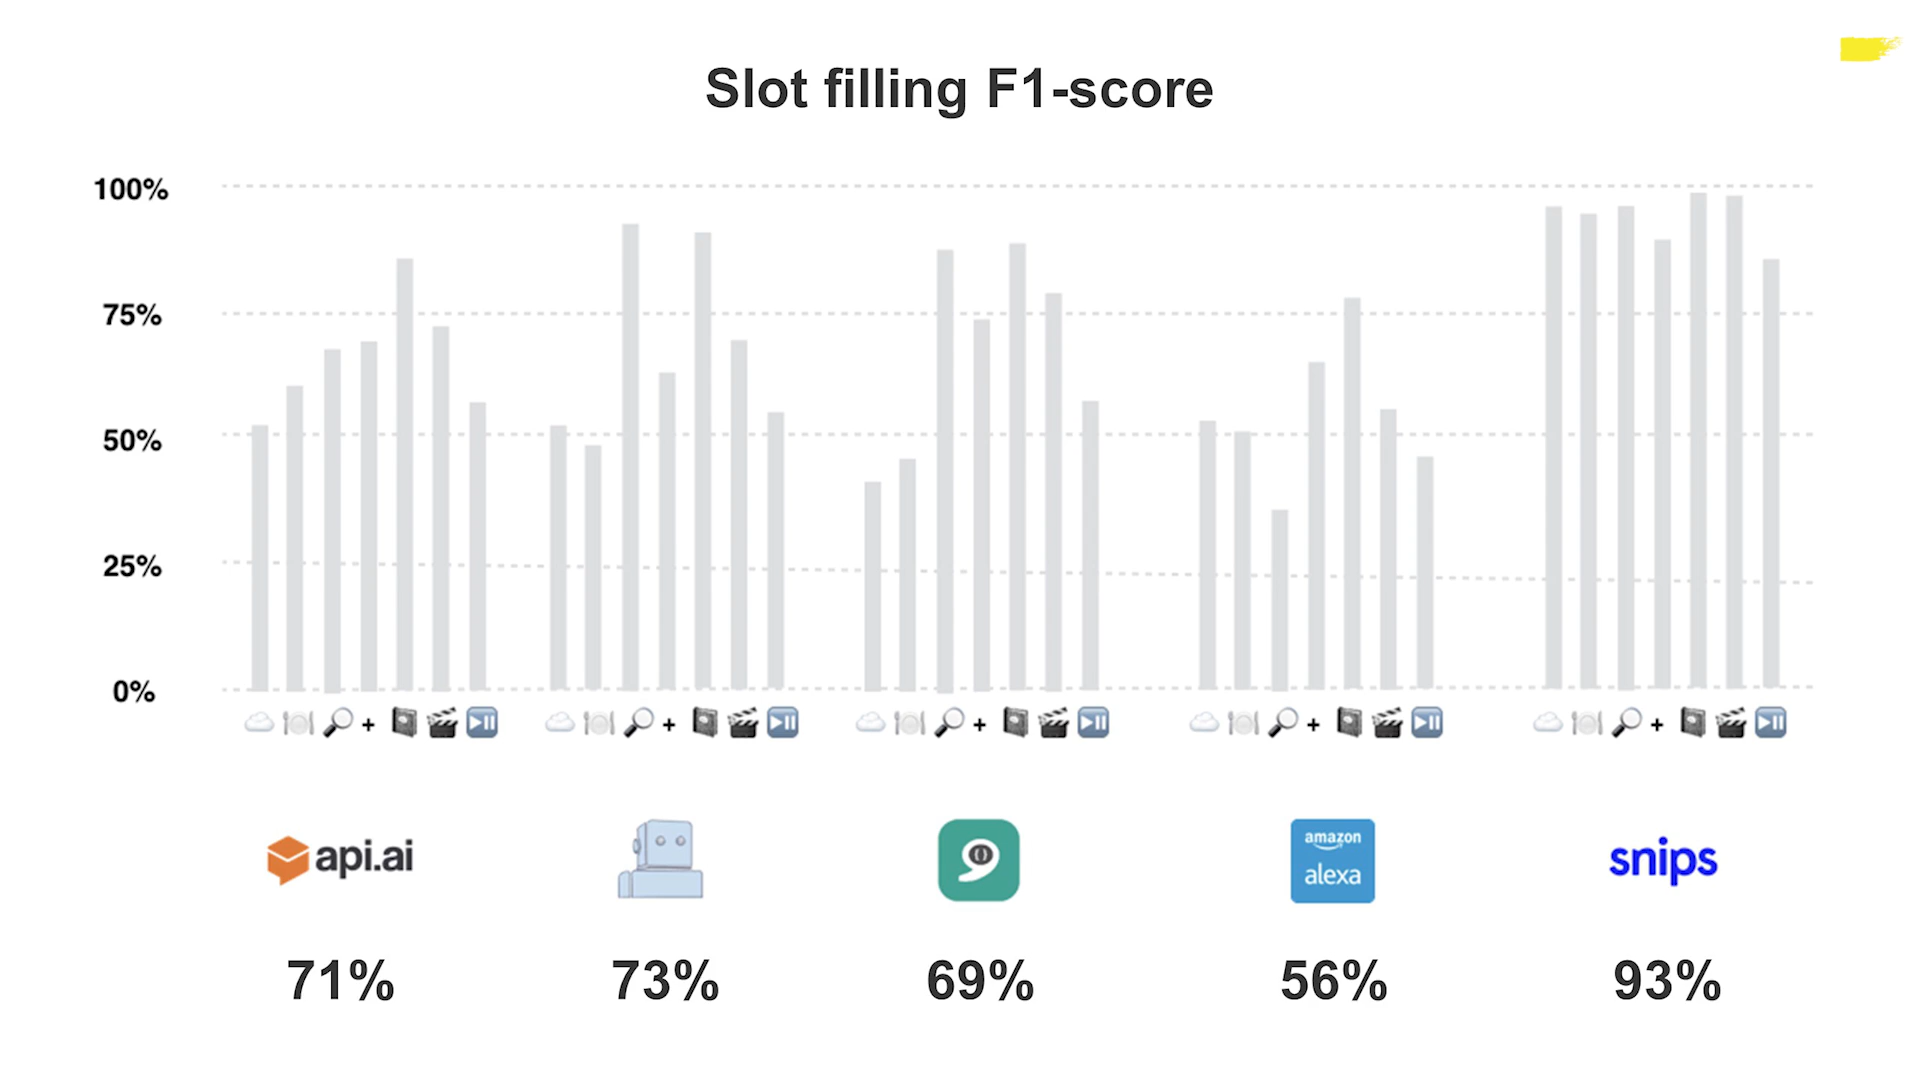 Slot filling F1-score
100%
75%
50%
25%
0%
+ + + + +
api.ai
amazon
alexa
snips
71% 73% 69% 56% 93%